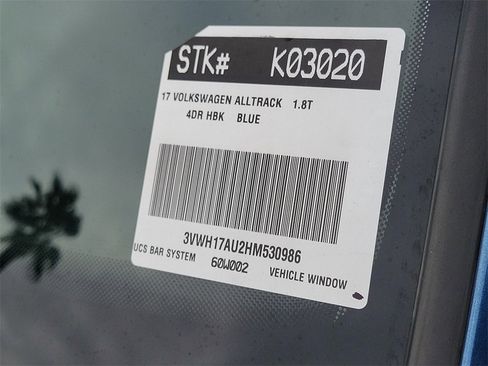 STK# K03020
17 VOLKSWAGEN ALLTRACK 1.8T
4DR HBK BLUE
3VWH17AU2HM530986
UCS BAR SYSTEM 60W002 VEHICLE WINDOW